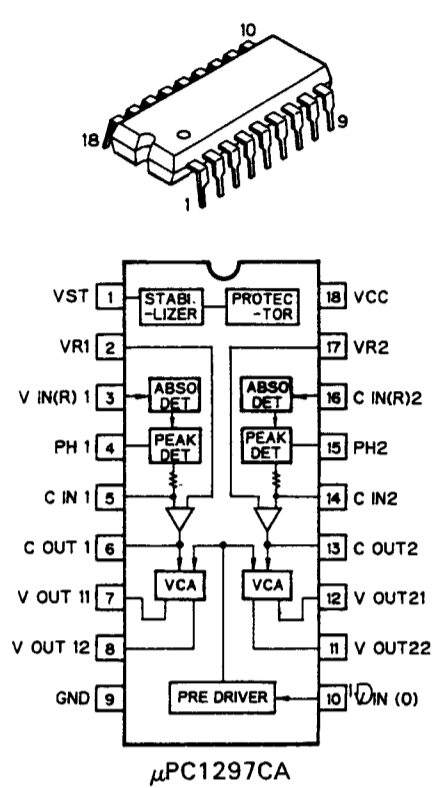 10
18
9
1
VST 1 STABI. -LIZER PROTEC -TOR 18 VCC
VR1 2 17 VR2
V IN(R) 1 3 ABSO DET ABSO DET 16 C IN(R)2
PH 1 4 PEAK DET PEAK DET 15 PH2
C IN 1 5 14 C IN2
C OUT 1 6 13 C OUT2
V OUT 11 7 VCA VCA 12 V OUT21
V OUT 12 8 11 V OUT22
GND 9 PRE DRIVER 10 IN (O)
μPC1297CA